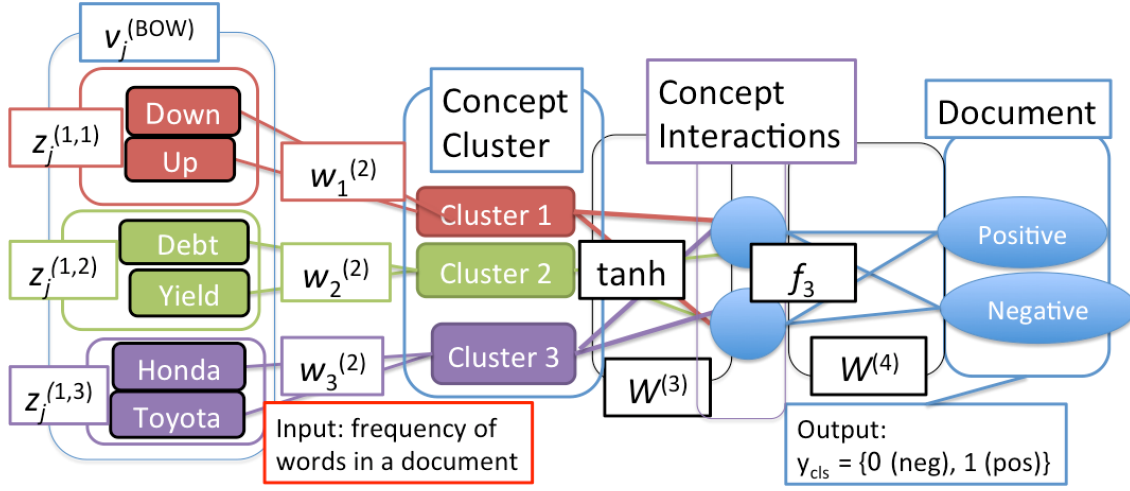 v_j^(BOW)
Down
Up
z_j^(1,1)
w_1^(2)
Debt
Yield
z_j^(1,2)
w_2^(2)
Honda
Toyota
z_j^(1,3)
w_3^(2)
Input: frequency of
words in a document
Concept
Cluster
Cluster 1
Cluster 2
Cluster 3
tanh
W^(3)
Concept
Interactions
f_3
W^(4)
Document
Positive
Negative
Output:
y_cls = {0 (neg), 1 (pos)}